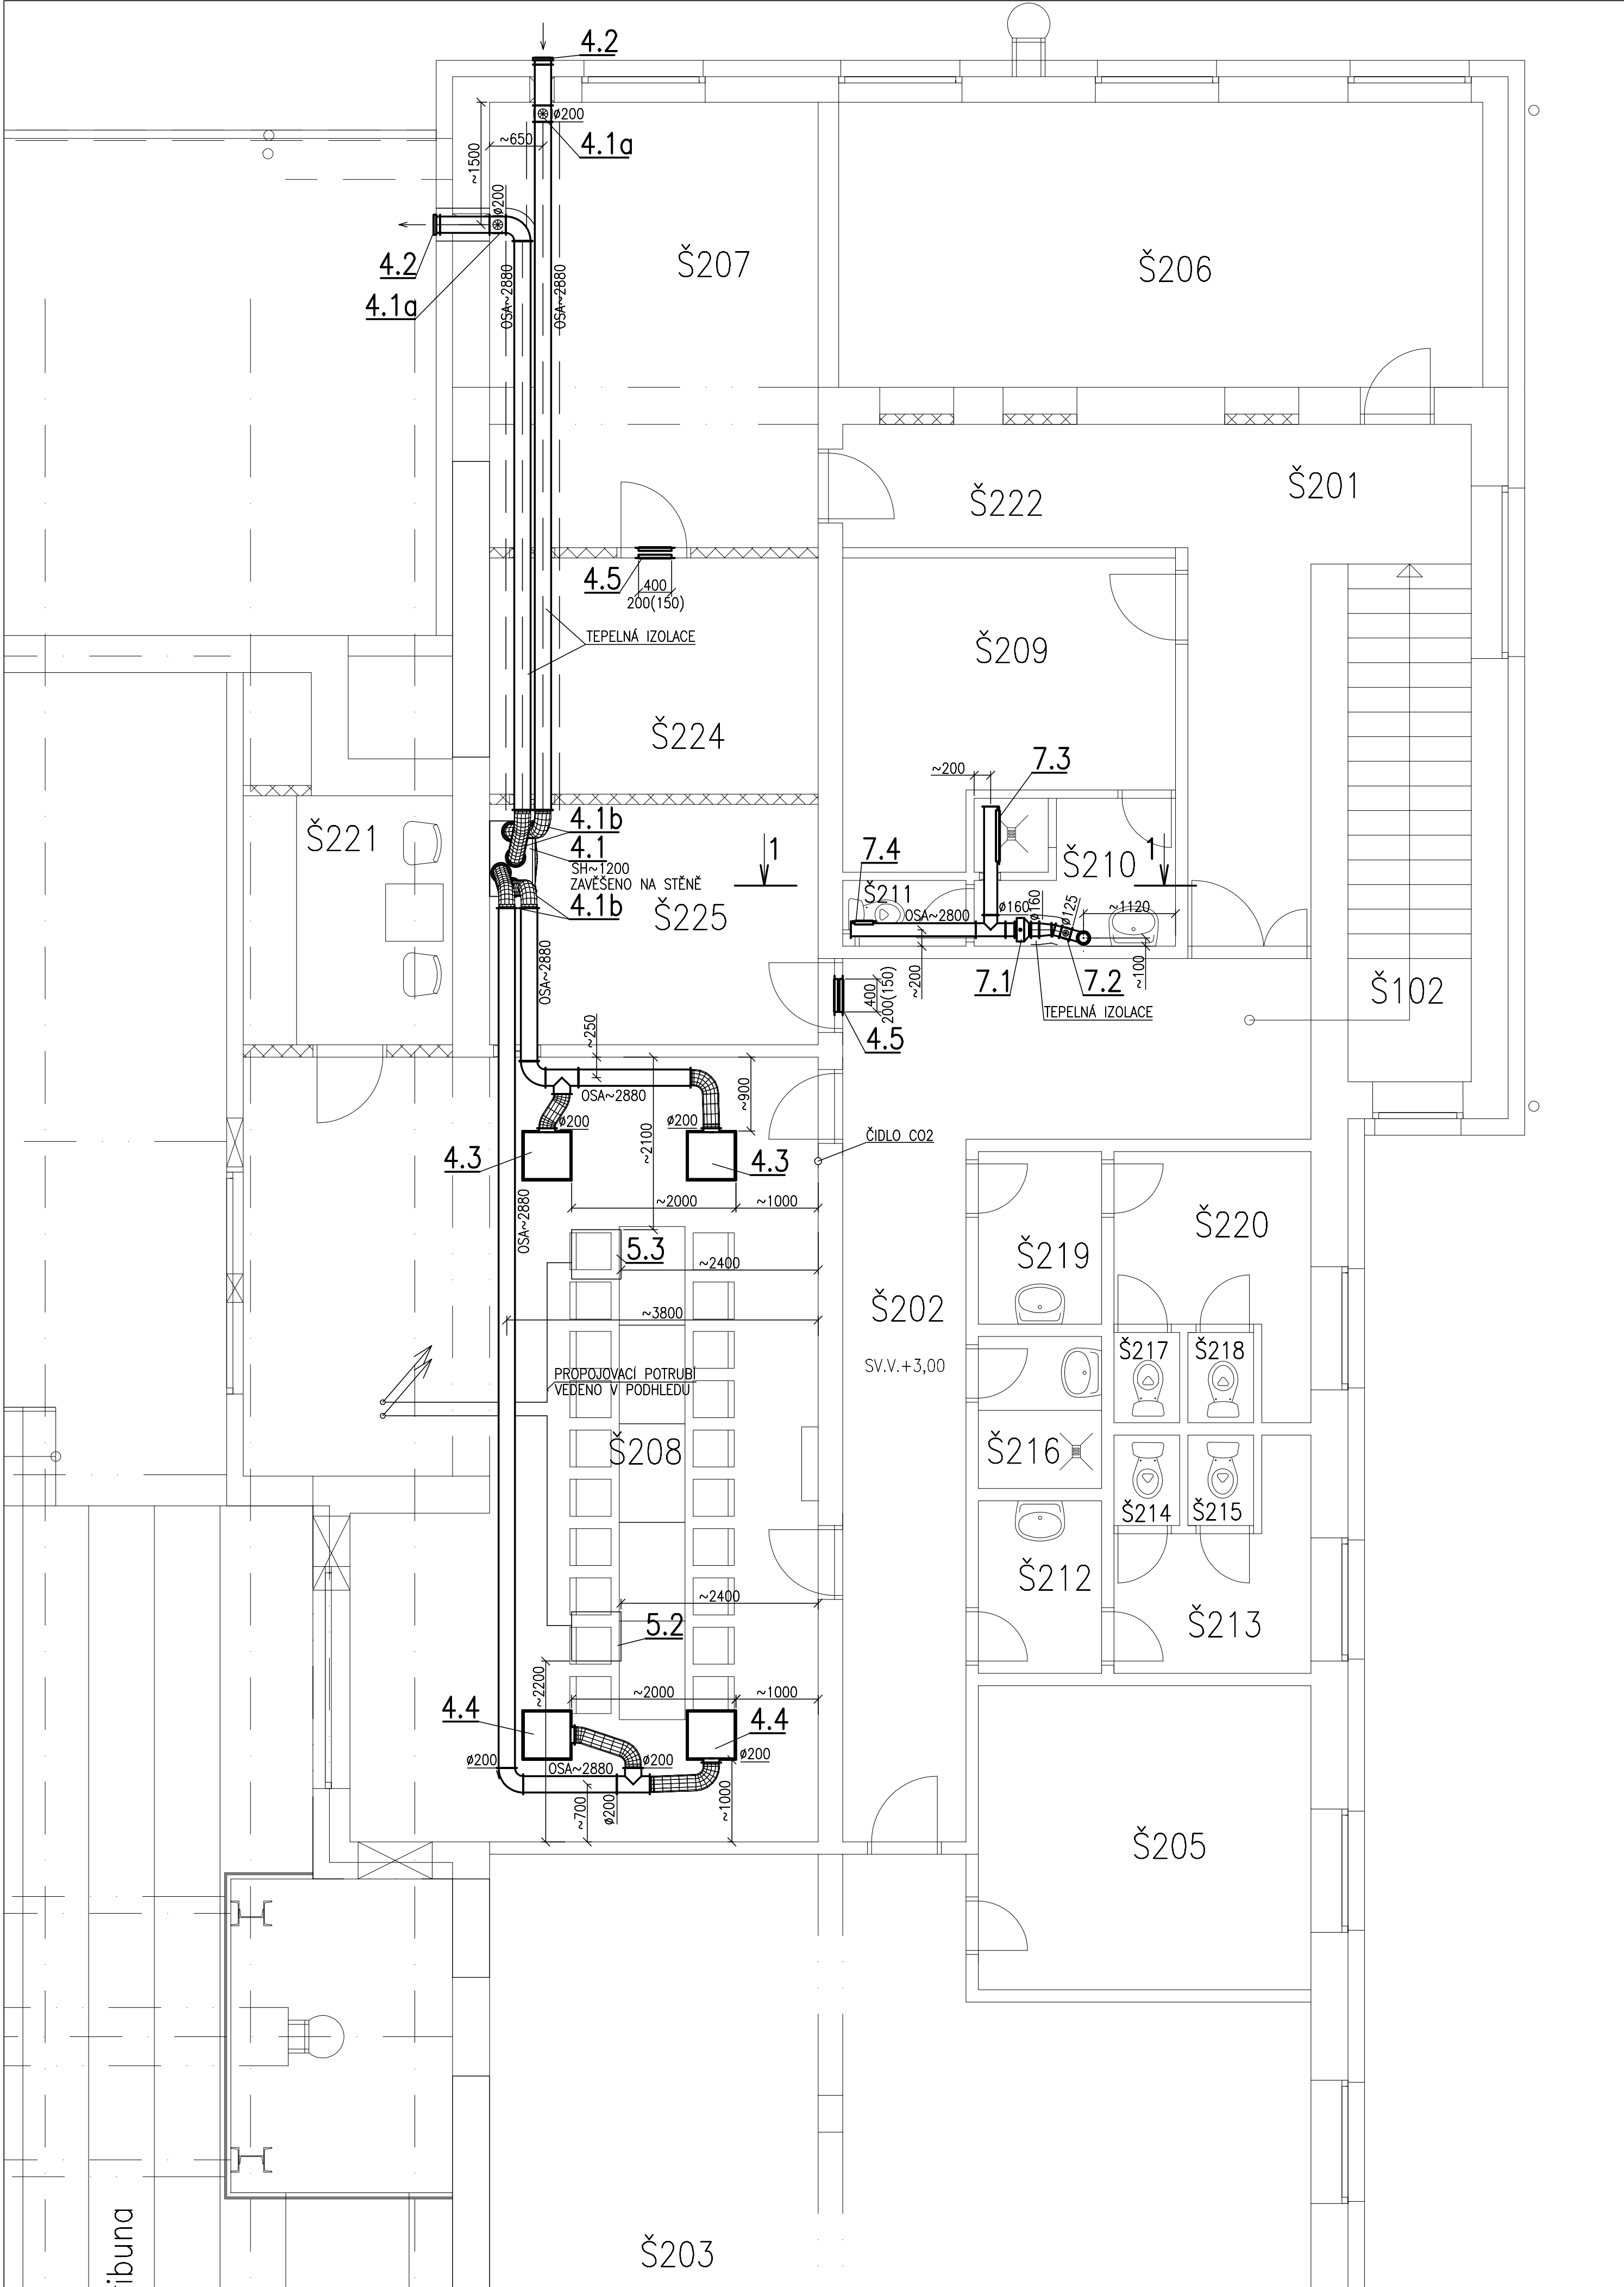 4.2
ø200
4.1a
~650
~1500
ø200
4.2
4.1a
OSA~2880
OSA~2880
Š207
Š206
Š222
Š201
4.5
400
200(150)
TEPELNÁ IZOLACE
Š209
Š224
~200
7.3
Š221
4.1b
4.1
SH~1200
ZAVĚŠENO NA STĚNĚ
4.1b
Š225
1
7.4
Š210
1
Š211
OSA~2800
ø160
ø160
ø125
~1120
~200
7.1
7.2
~100
TEPELNÁ IZOLACE
Š102
OSA~2880
400
200(150)
4.5
~250
OSA~2880
~900
ø200
ø200
~2100
ČIDLO CO2
4.3
4.3
~2000
~1000
OSA~2880
5.3
~2400
Š220
Š219
Š202
~3800
SV.V.+3,00
Š217
Š218
PROPOJOVACÍ POTRUBÍ
VEDENO V PODHLEDU
Š208
Š216
Š214
Š215
Š212
~2400
5.2
Š213
~2200
~2000
~1000
4.4
4.4
ø200
OSA~2880
ø200
ø200
~700
ø200
~1000
Š205
Š203
ibuna